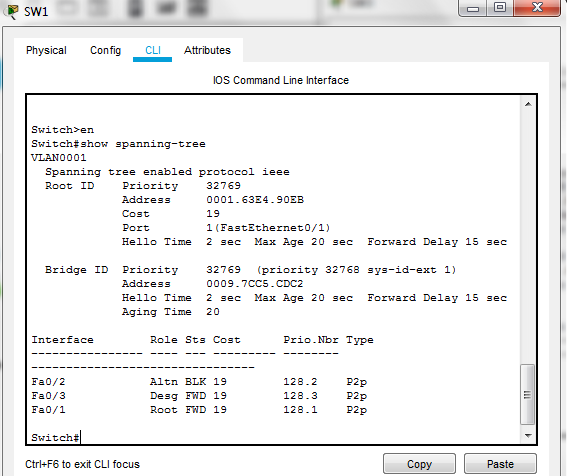 SW1
Physical Config CLI Attributes
IOS Command Line Interface
Switch>en
Switch#show spanning-tree
VLAN0001
  Spanning tree enabled protocol ieee
  Root ID    Priority    32769
             Address     0001.63E4.90EB
             Cost        19
             Port        1(FastEthernet0/1)
             Hello Time  2 sec  Max Age 20 sec  Forward Delay 15 sec
  Bridge ID  Priority    32769  (priority 32768 sys-id-ext 1)
             Address     0009.7CC5.CDC2
             Hello Time  2 sec  Max Age 20 sec  Forward Delay 15 sec
             Aging Time  20
Interface        Role Sts Cost      Prio.Nbr Type
---------------- ---- --- --------- -------- --------------------------------
Fa0/2            Altn BLK 19        128.2    P2p
Fa0/3            Desg FWD 19        128.3    P2p
Fa0/1            Root FWD 19        128.1    P2p
Switch#
Ctrl+F6 to exit CLI focus
Copy Paste